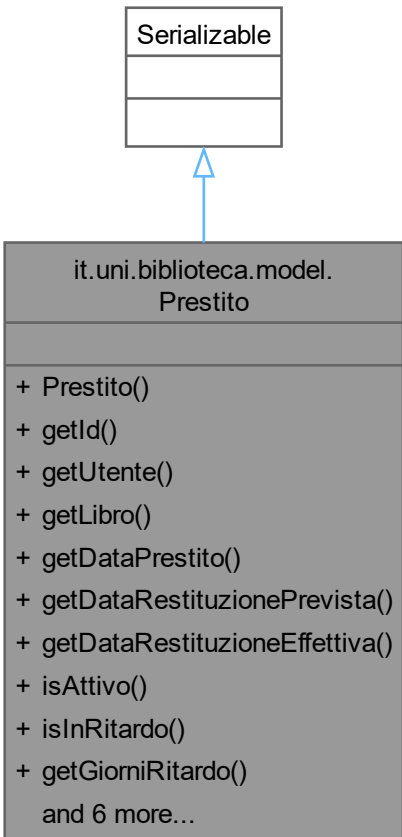 Serializable
it.uni.biblioteca.model.
Prestito
+ Prestito()
+ getId()
+ getUtente()
+ getLibro()
+ getDataPrestito()
+ getDataRestituzionePrevista()
+ getDataRestituzioneEffettiva()
+ isAttivo()
+ isInRitardo()
+ getGiorniRitardo()
and 6 more...